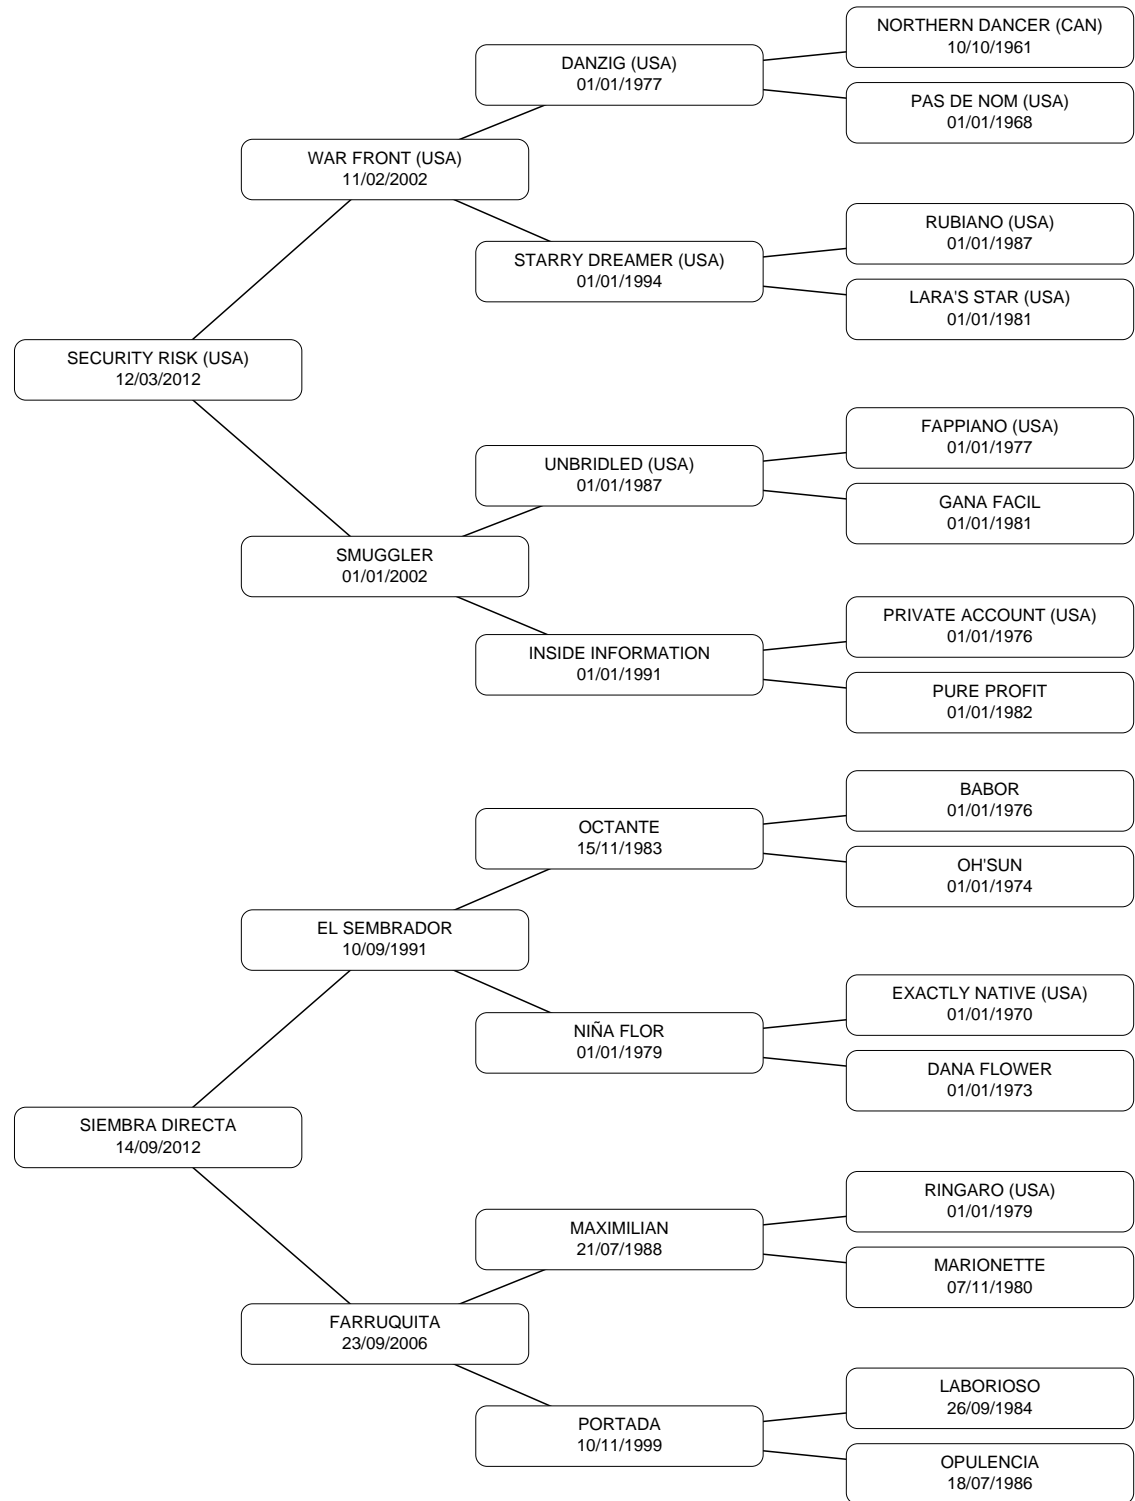 NORTHERN DANCER (CAN)
10/10/1961
DANZIG (USA)
01/01/1977
PAS DE NOM (USA)
01/01/1968
WAR FRONT (USA)
11/02/2002
RUBIANO (USA)
01/01/1987
STARRY DREAMER (USA)
01/01/1994
LARA'S STAR (USA)
01/01/1981
SECURITY RISK (USA)
12/03/2012
FAPPIANO (USA)
01/01/1977
UNBRIDLED (USA)
01/01/1987
GANA FACIL
01/01/1981
SMUGGLER
01/01/2002
PRIVATE ACCOUNT (USA)
01/01/1976
INSIDE INFORMATION
01/01/1991
PURE PROFIT
01/01/1982
BABOR
01/01/1976
OCTANTE
15/11/1983
OH'SUN
01/01/1974
EL SEMBRADOR
10/09/1991
EXACTLY NATIVE (USA)
01/01/1970
NIÑA FLOR
01/01/1979
DANA FLOWER
01/01/1973
SIEMBRA DIRECTA
14/09/2012
RINGARO (USA)
01/01/1979
MAXIMILIAN
21/07/1988
MARIONETTE
07/11/1980
FARRUQUITA
23/09/2006
LABORIOSO
26/09/1984
PORTADA
10/11/1999
OPULENCIA
18/07/1986